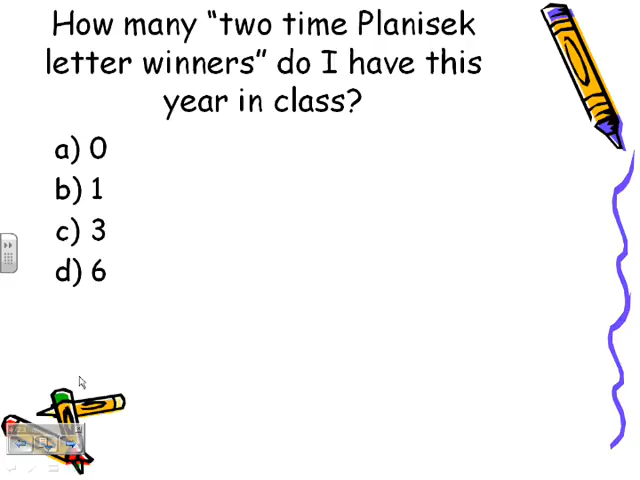 How many “two time Planisek
letter winners” do I have this
year in class?
a) 0
b) 1
c) 3
d) 6